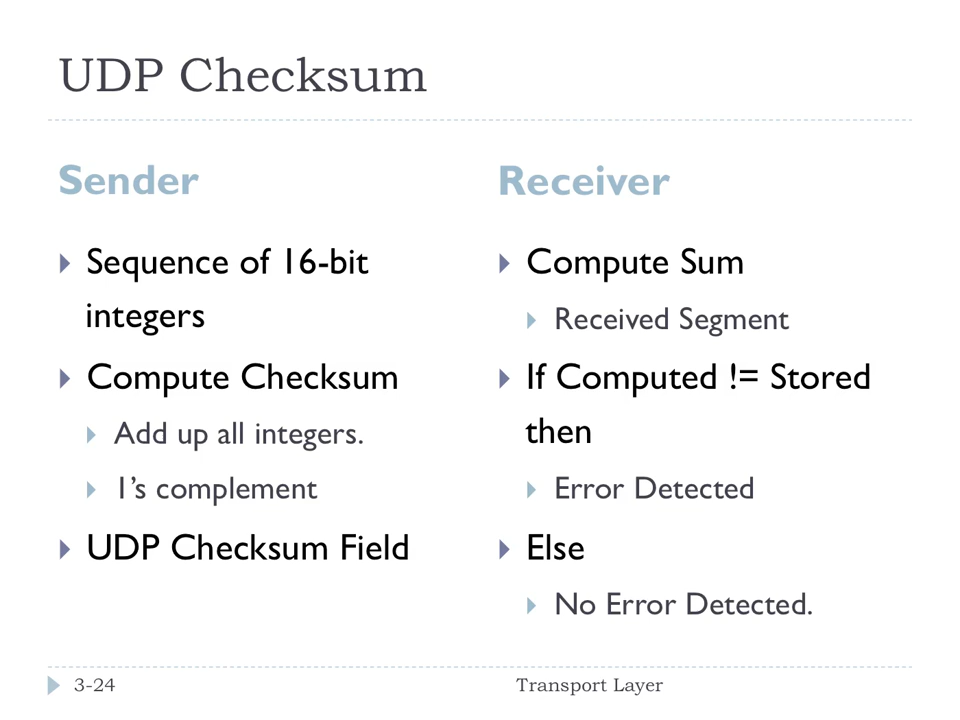 UDP Checksum
Sender
Sequence of 16-bit
integers
Compute Checksum
Add up all integers.
1’s complement
UDP Checksum Field
Receiver
Compute Sum
Received Segment
If Computed != Stored
then
Error Detected
Else
No Error Detected.
3-24
Transport Layer